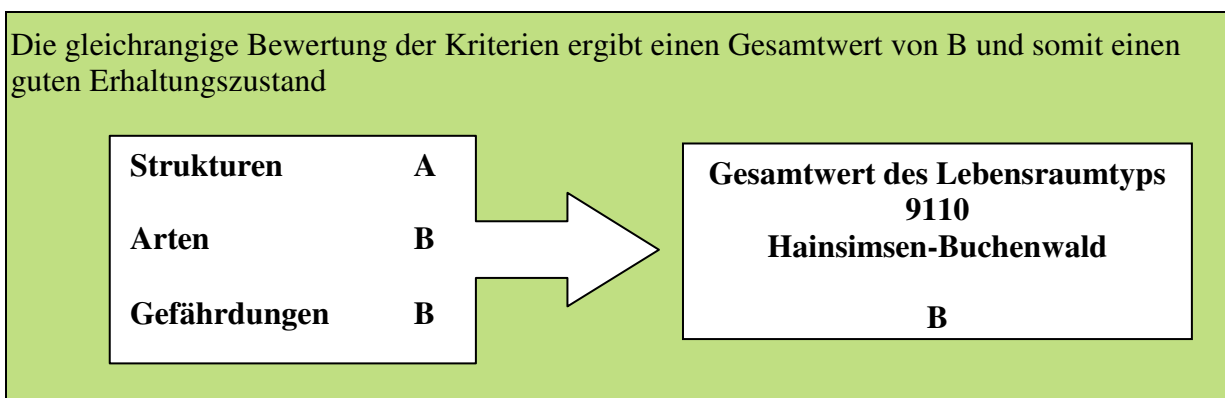 Die gleichrangige Bewertung der Kriterien ergibt einen Gesamtwert von B und somit einen
guten Erhaltungszustand
Strukturen A
Arten B
Gefährdungen B
Gesamtwert des Lebensraumtyps
9110
Hainsimsen-Buchenwald
B